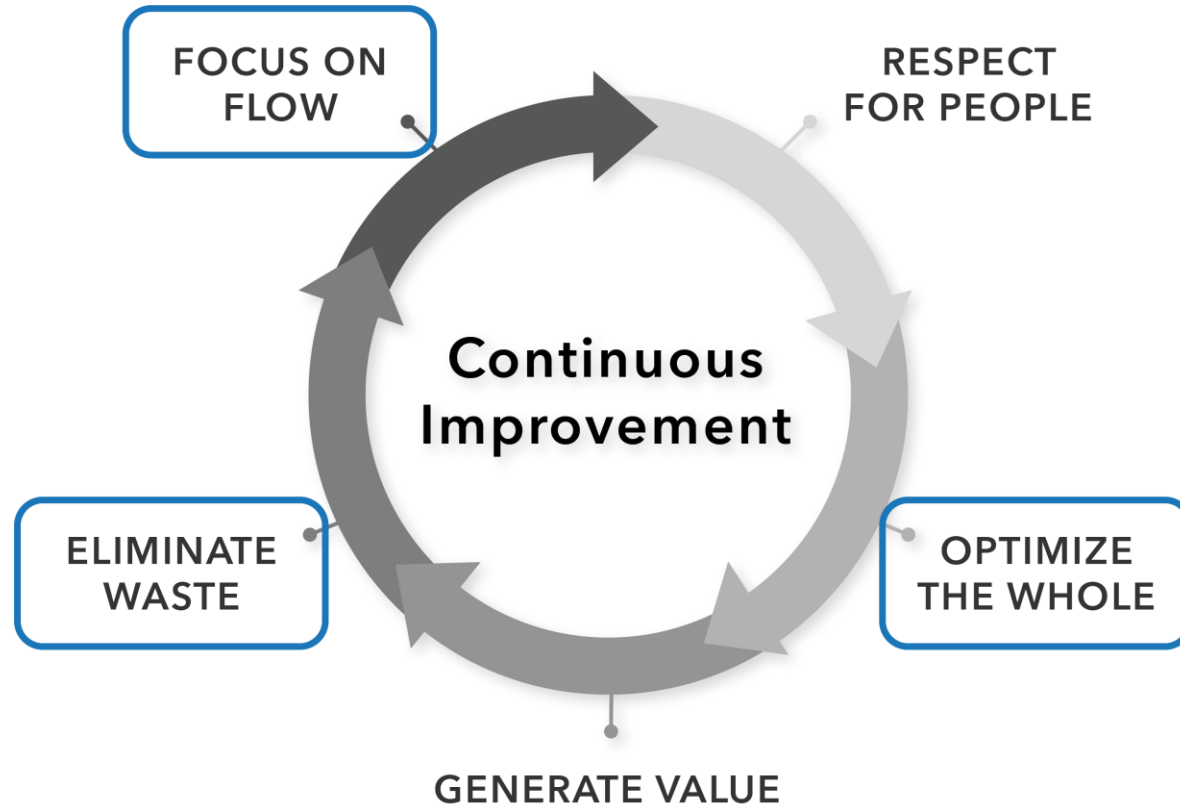 FOCUS ON
FLOW
RESPECT
FOR PEOPLE
Continuous
Improvement
ELIMINATE
WASTE
OPTIMIZE
THE WHOLE
GENERATE VALUE